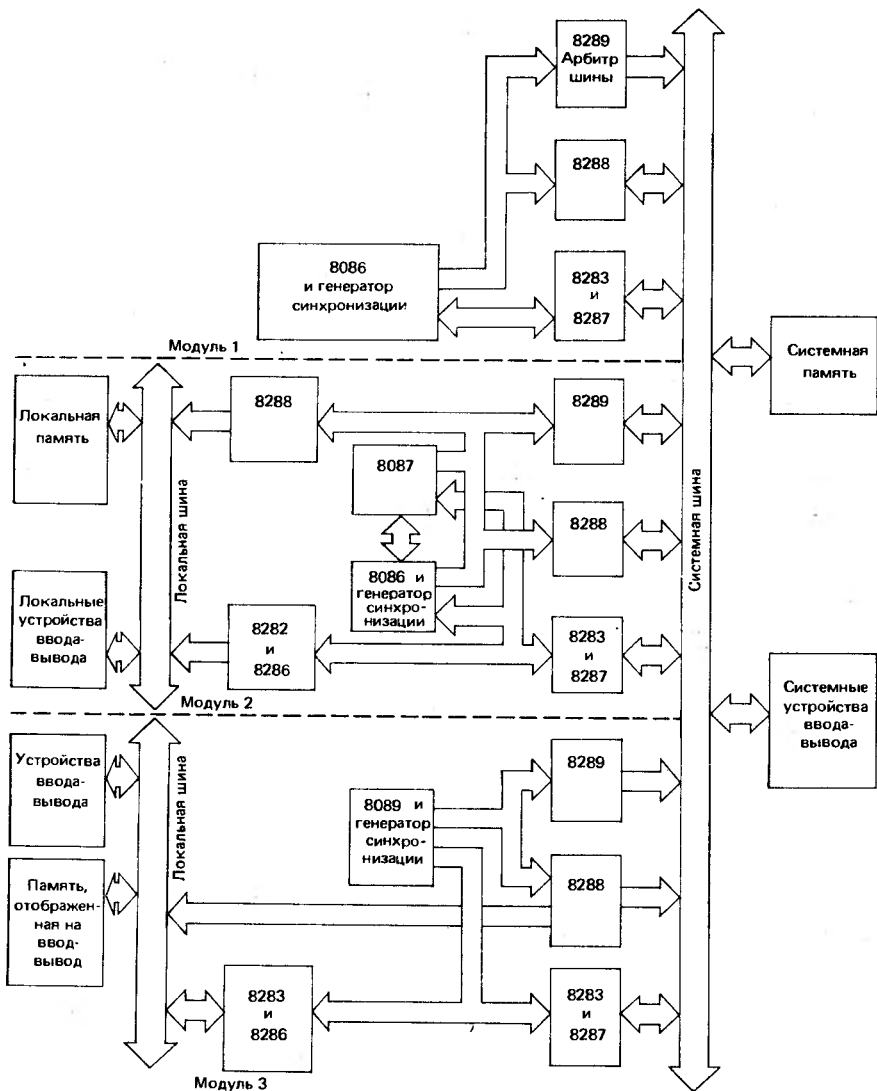 8289
Арбитр
шины
8288
8086
и генератор
синхронизации
8283
и
8287
Модуль 1
Системная
память
Локальная
память
8288
8289
8087
8288
Локальная шина
Системная шина
8086 и
генератор
синхро-
низации
Локальные
устройства
ввода-
вывода
8282
и
8286
8283
и
8287
Модуль 2
Системные
устройства
ввода-
вывода
Устройства
ввода-
вывода
Локальная шина
8289
8089 и
генератор
синхро-
низации
8288
Память,
отображен-
ная на
ввод-
вывод
8283
и
8286
8283
и
8287
Модуль 3